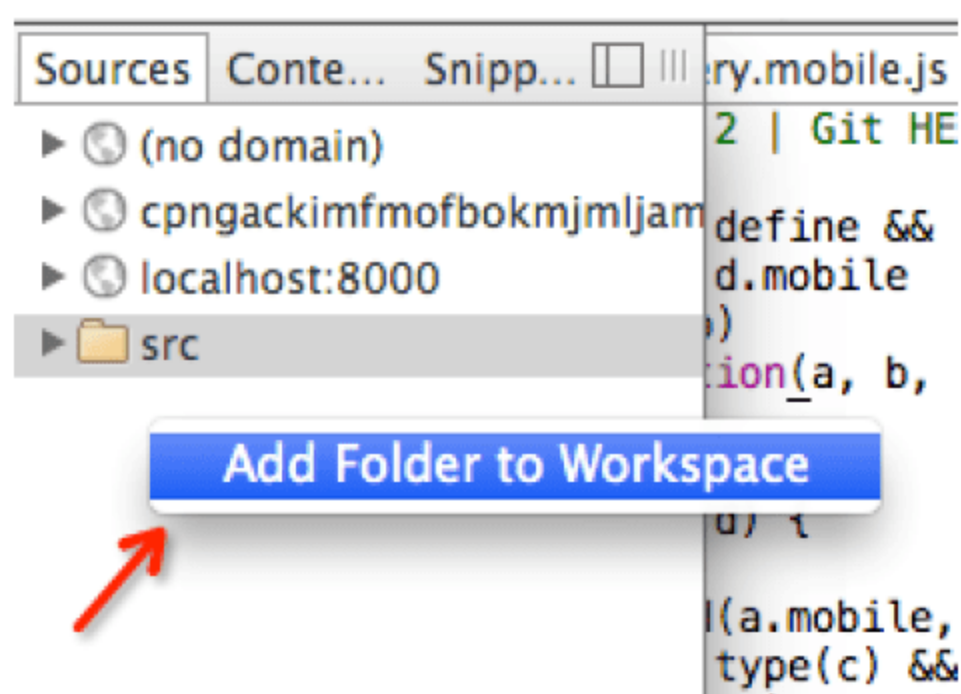 Sources Conte... Snipp...
(no domain)
cpngackimfmofbokmjmljam
localhost:8000
src
Add Folder to Workspace
ry.mobile.js
2 | Git HE
define &&
d.mobile
)
tion(a, b,
d) {
(a.mobile,
type(c) &&